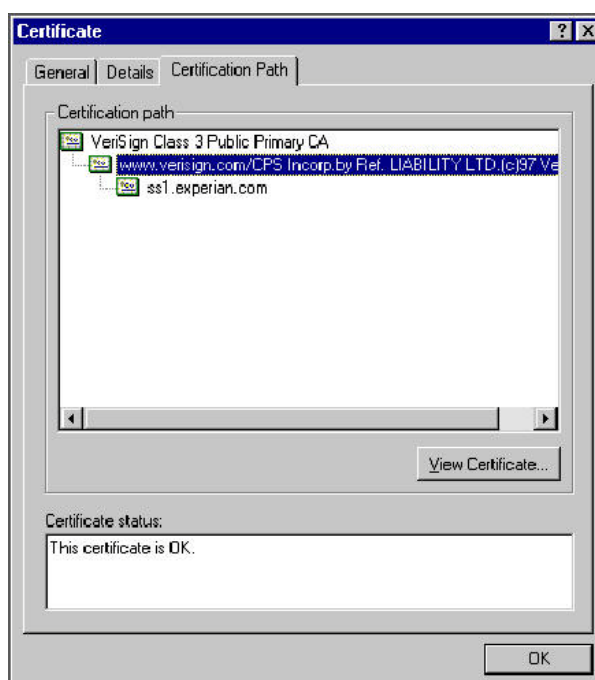 Certificate
General
Details
Certification Path
Certification path
VeriSign Class 3 Public Primary CA
www.verisign.com/CPS Incorp.by Ref. LIABILITY LTD.(c)97 Ve
ss1.experian.com
View Certificate...
Certificate status:
This certificate is OK.
OK